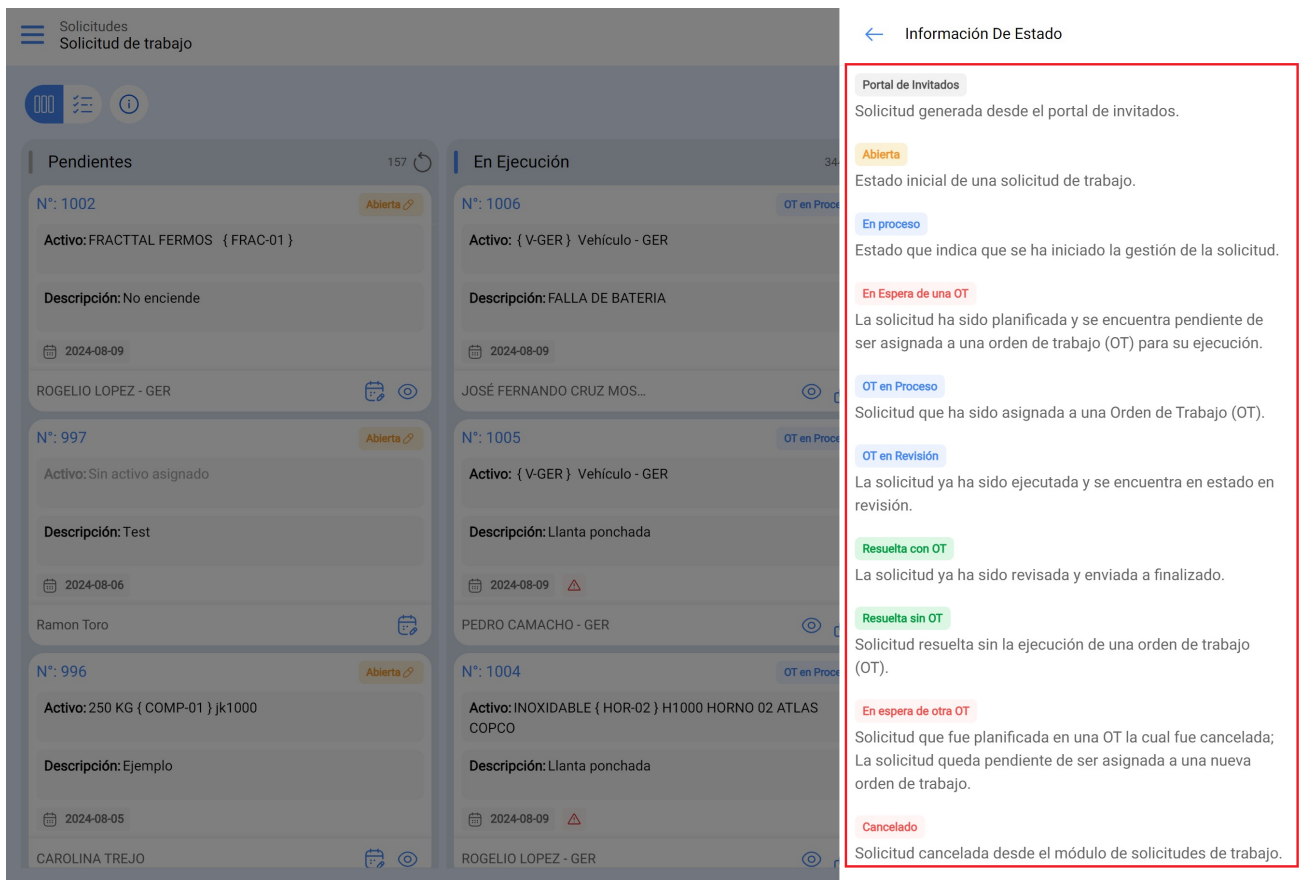 Solicitudes
Solicitud de trabajo
Pendientes
157
N°: 1002
Abierta
Activo: FRACTTAL FERMOS { FRAC-01 }
Descripción: No enciende
2024-08-09
ROGELIO LOPEZ - GER
N°: 997
Abierta
Activo: Sin activo asignado
Descripción: Test
2024-08-06
Ramon Toro
N°: 996
Abierta
Activo: 250 KG { COMP-01 } jk1000
Descripción: Ejemplo
2024-08-05
CAROLINA TREJO
En Ejecución
34
N°: 1006
OT en Proce
Activo: { V-GER } Vehículo - GER
Descripción: FALLA DE BATERIA
2024-08-09
JOSÉ FERNANDO CRUZ MOS...
N°: 1005
OT en Proce
Activo: { V-GER } Vehículo - GER
Descripción: Llanta ponchada
2024-08-09
PEDRO CAMACHO - GER
N°: 1004
OT en Proce
Activo: INOXIDABLE { HOR-02 } H1000 HORNO 02 ATLAS
COPCO
Descripción: Llanta ponchada
2024-08-09
ROGELIO LOPEZ - GER
Información De Estado
Portal de Invitados
Solicitud generada desde el portal de invitados.
Abierta
Estado inicial de una solicitud de trabajo.
En proceso
Estado que indica que se ha iniciado la gestión de la solicitud.
En Espera de una OT
La solicitud ha sido planificada y se encuentra pendiente de
ser asignada a una orden de trabajo (OT) para su ejecución.
OT en Proceso
Solicitud que ha sido asignada a una Orden de Trabajo (OT).
OT en Revisión
La solicitud ya ha sido ejecutada y se encuentra en estado en
revisión.
Resuelta con OT
La solicitud ya ha sido revisada y enviada a finalizado.
Resuelta sin OT
Solicitud resuelta sin la ejecución de una orden de trabajo
(OT).
En espera de otra OT
Solicitud que fue planificada en una OT la cual fue cancelada;
La solicitud queda pendiente de ser asignada a una nueva
orden de trabajo.
Cancelado
Solicitud cancelada desde el módulo de solicitudes de trabajo.